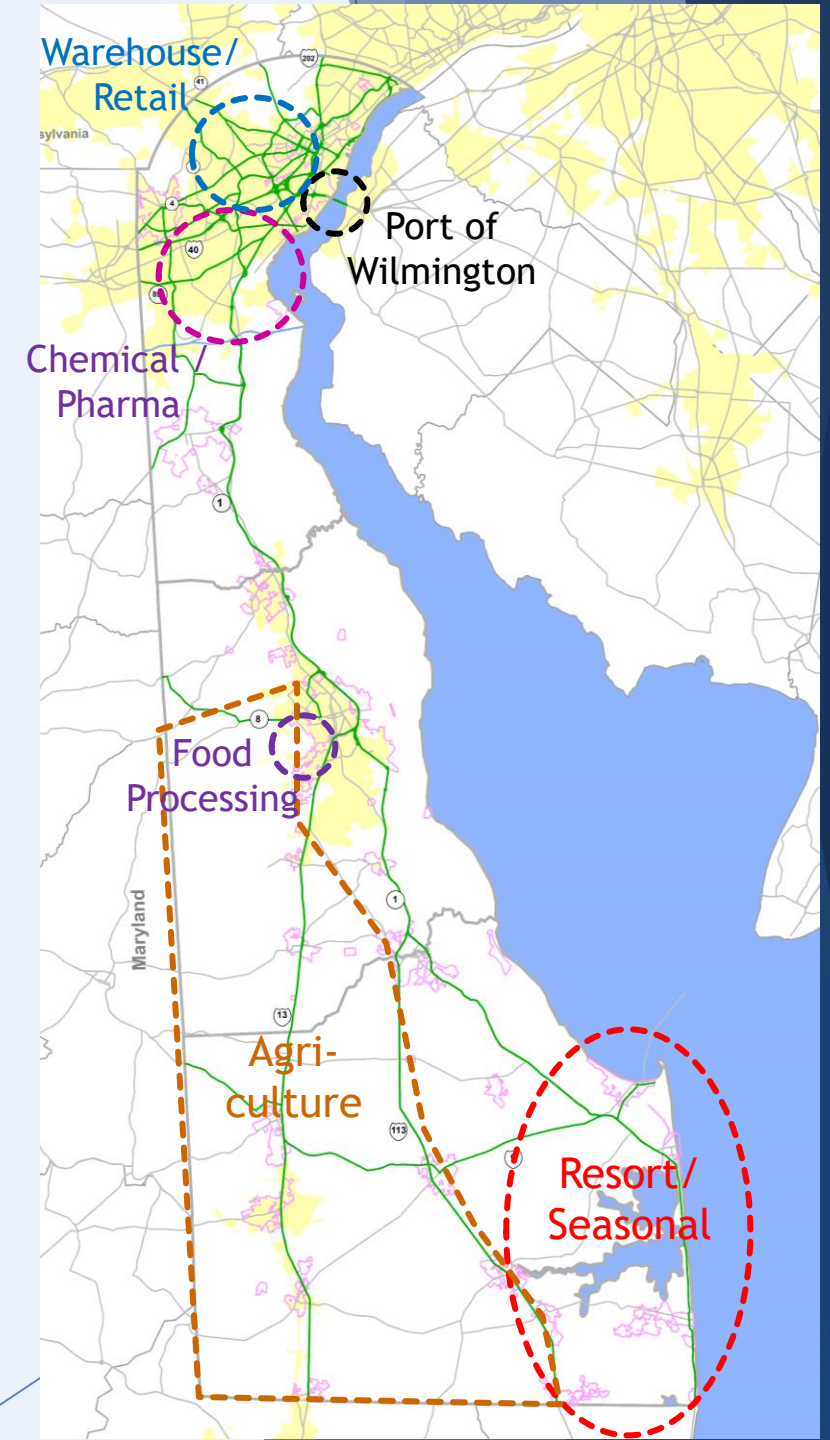 Warehouse/
Retail
202
41
sylvania
4
Port of
Wilmington
40
Chemical /
Pharma
1
8
Food
Processing
Maryland
1
13
Agri-
culture
113
Resort/
Seasonal